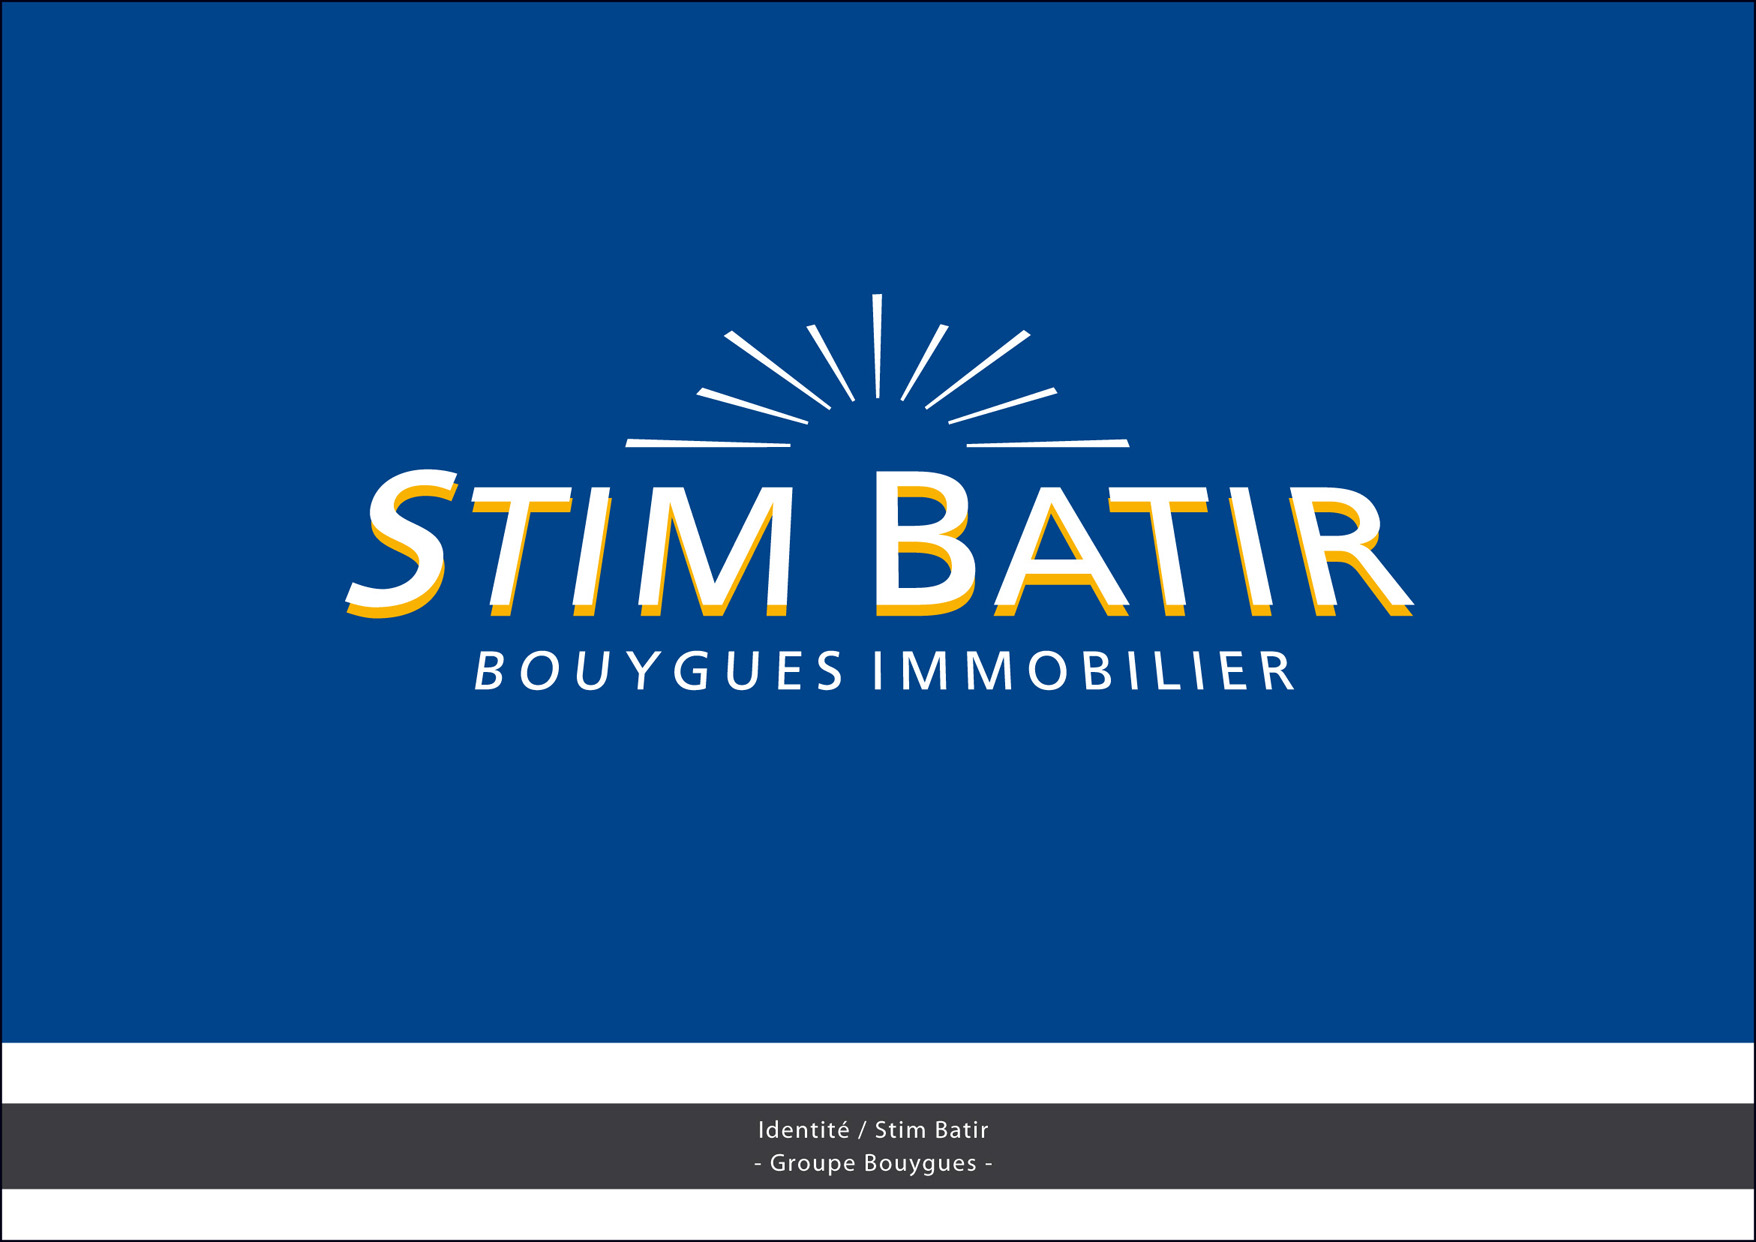 STIM BATIR
BOUYGUES IMMOBILIER
Identité / Stim Batir
- Groupe Bouygues -